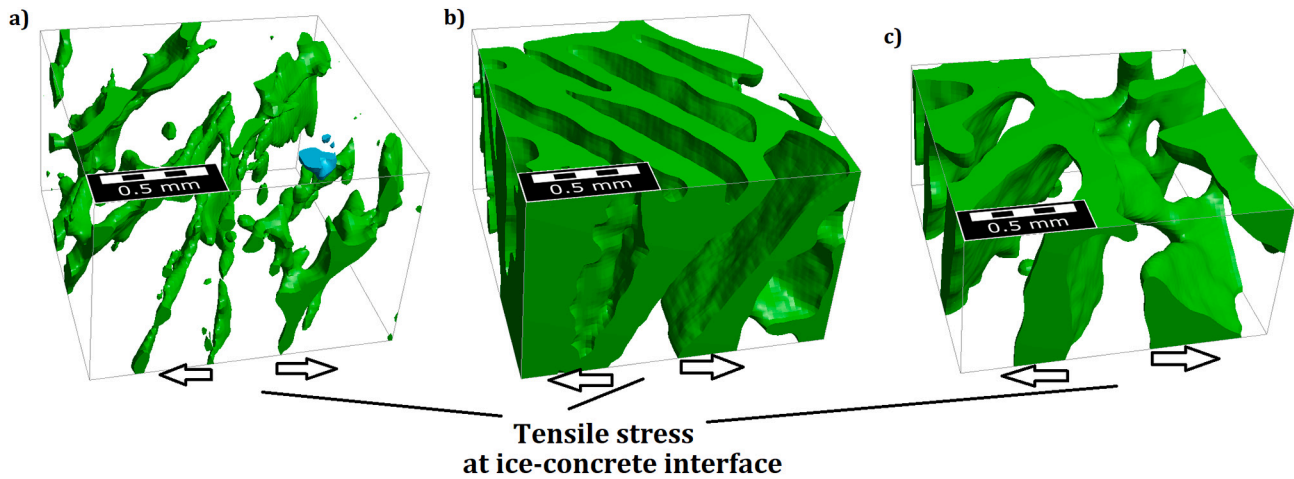 a)
b)
c)
0.5 mm
0.5 mm
0.5 mm
Tensile stress
at ice-concrete interface